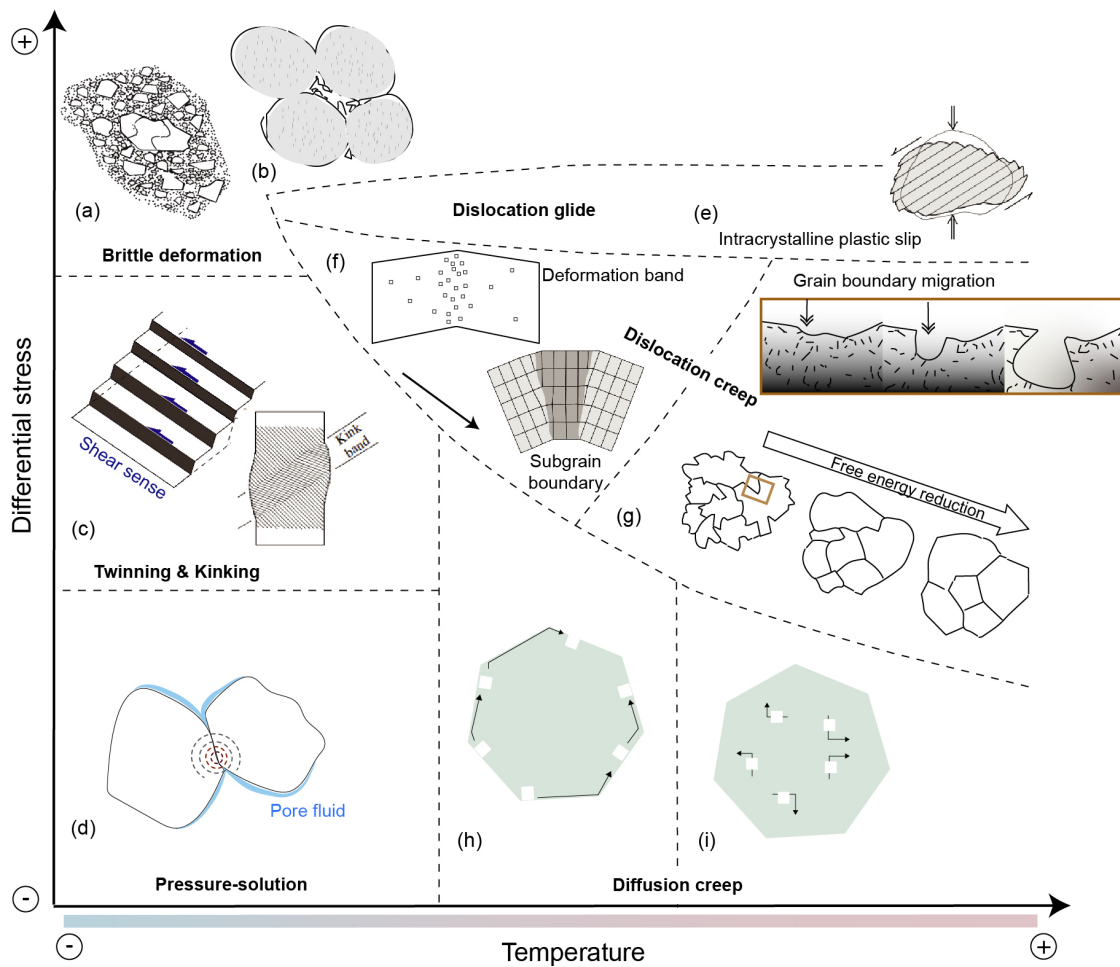 +
Differential stress
-
(a)
(b)
Brittle deformation
Dislocation glide
(e)
Intracrystalline plastic slip
(f)
Deformation band
Grain boundary migration
Dislocation creep
Shear sense
Kink
band
(c)
Subgrain
boundary
(g)
Free energy reduction
Twinning & Kinking
(d)
Pore fluid
(h)
(i)
Pressure-solution
Diffusion creep
-
Temperature
+